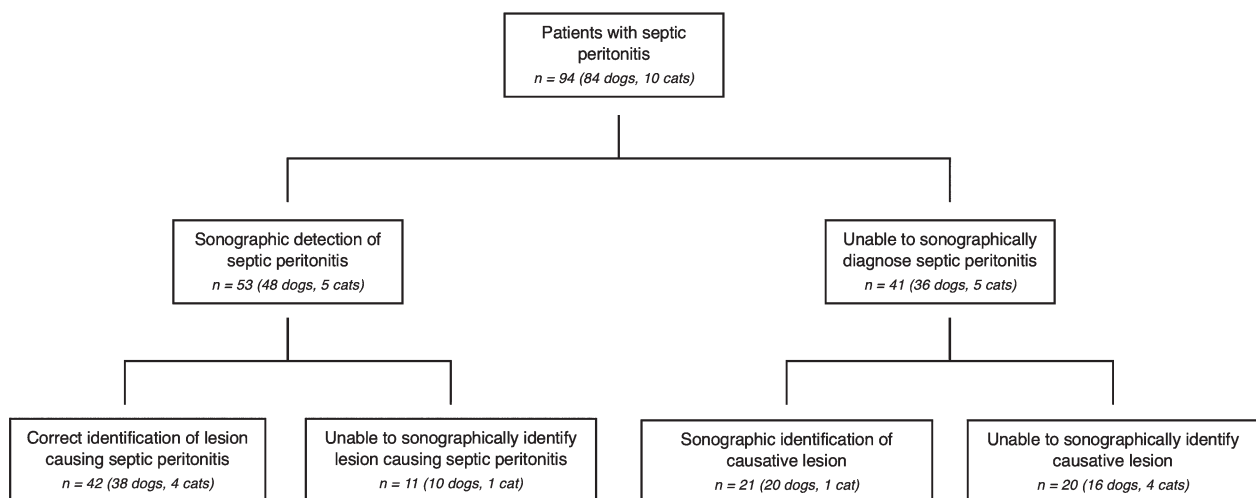 Patients with septic
peritonitis
n = 94 (84 dogs, 10 cats)
Sonographic detection of
septic peritonitis
n = 53 (48 dogs, 5 cats)
Unable to sonographically
diagnose septic peritonitis
n = 41 (36 dogs, 5 cats)
Correct identification of lesion
causing septic peritonitis
n = 42 (38 dogs, 4 cats)
Unable to sonographically identify
lesion causing septic peritonitis
n = 11 (10 dogs, 1 cat)
Sonographic identification of
causative lesion
n = 21 (20 dogs, 1 cat)
Unable to sonographically identify
causative lesion
n = 20 (16 dogs, 4 cats)